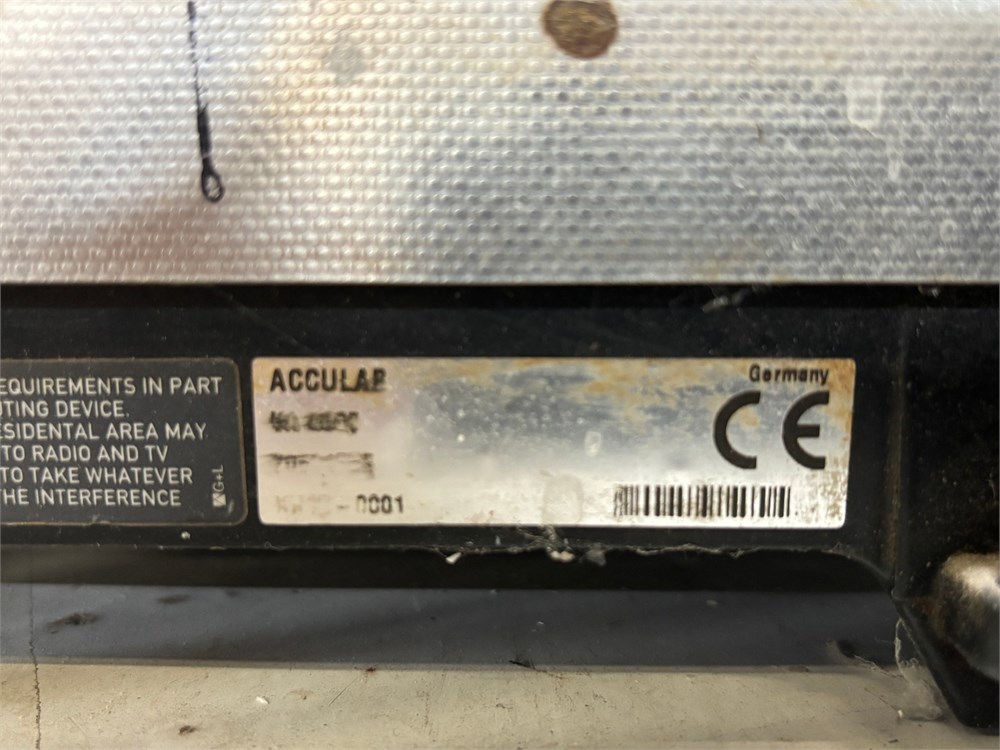 EQUIREMENTS IN PART
UTING DEVICE.
ESIDENTAL AREA MAY
TO RADIO AND TV
TO TAKE WHATEVER
THE INTERFERENCE
G+L
ACCULAB
Germany
CE
-0001